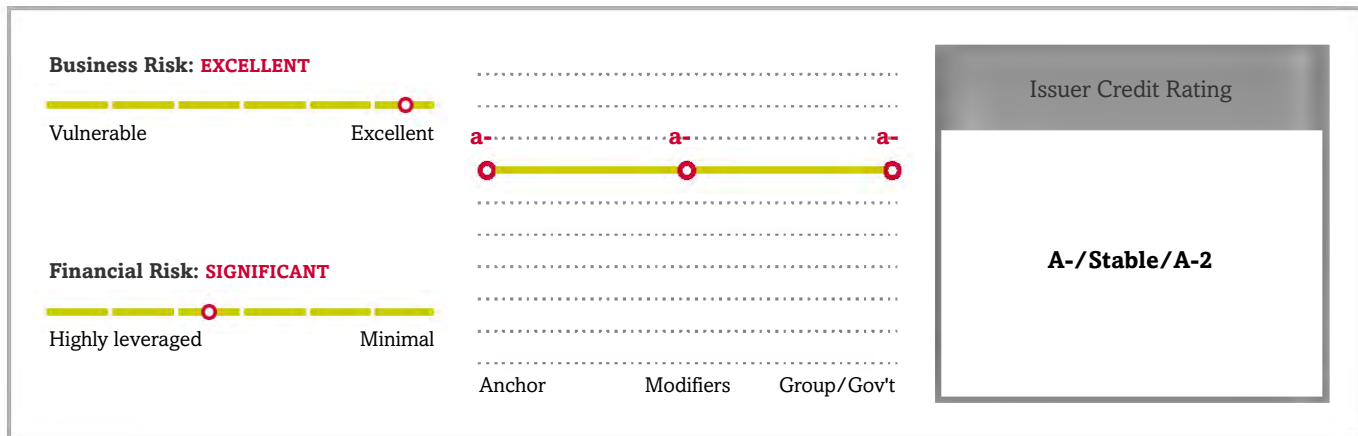 Business Risk: EXCELLENT
Vulnerable Excellent
Financial Risk: SIGNIFICANT
Highly leveraged Minimal
a- a- a-
Anchor Modifiers Group/Gov't
Issuer Credit Rating
A-/Stable/A-2